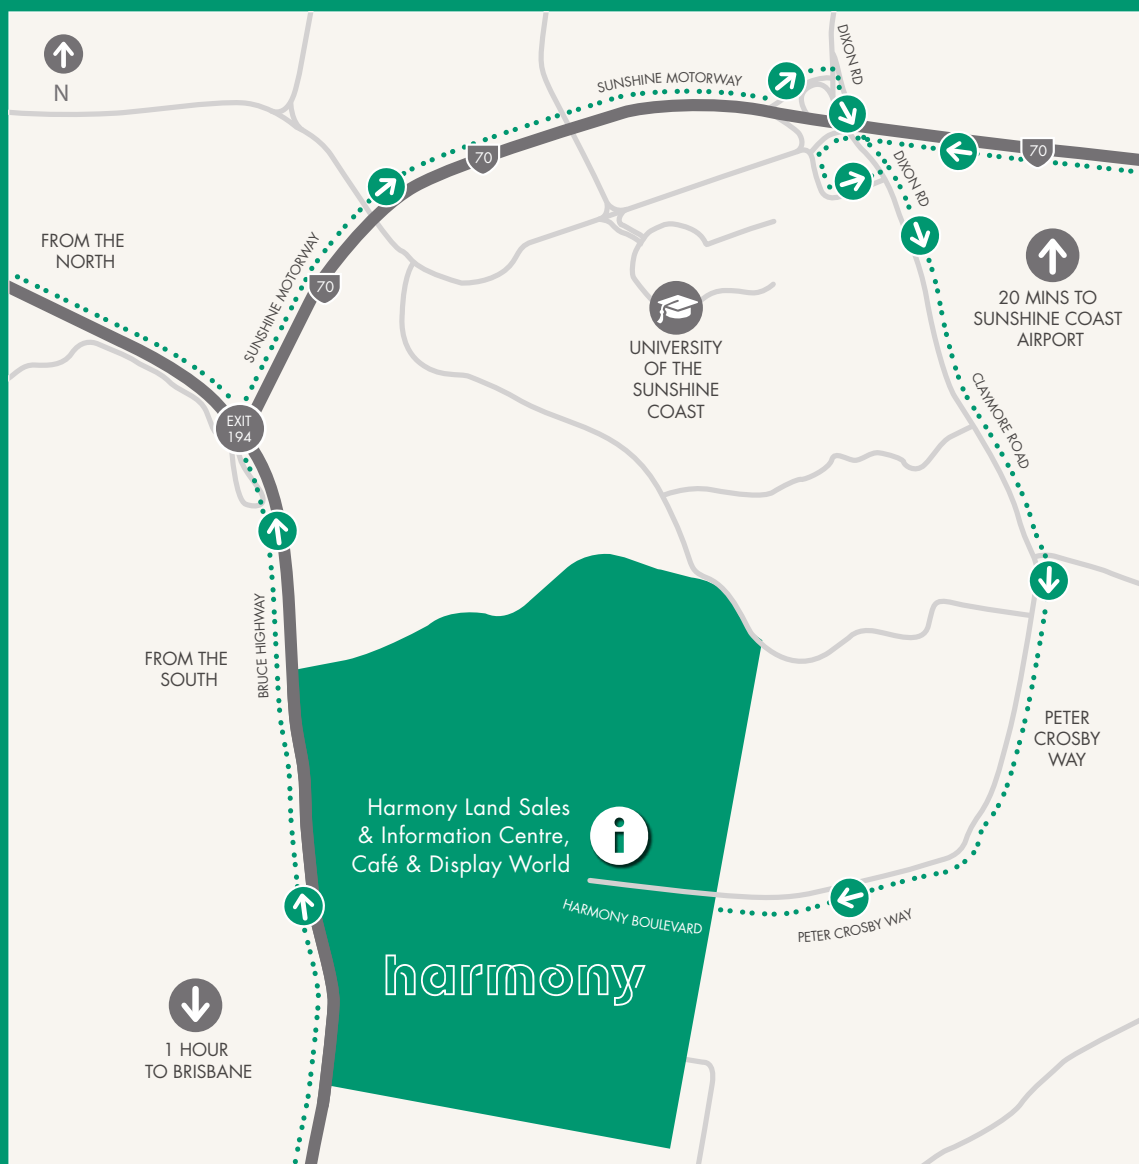 N
DIXON RD
SUNSHINE MOTORWAY
70
70
DIXON RD
FROM THE
NORTH
SUNSHINE MOTORWAY
70
20 MINS TO
SUNSHINE COAST
AIRPORT
UNIVERSITY
OF THE
SUNSHINE
COAST
EXIT
194
CLAYMORE ROAD
BRUCE HIGHWAY
FROM THE
SOUTH
PETER
CROSBY
WAY
Harmony Land Sales
& Information Centre,
Café & Display World
i
HARMONY BOULEVARD
PETER CROSBY WAY
harmony
1 HOUR
TO BRISBANE